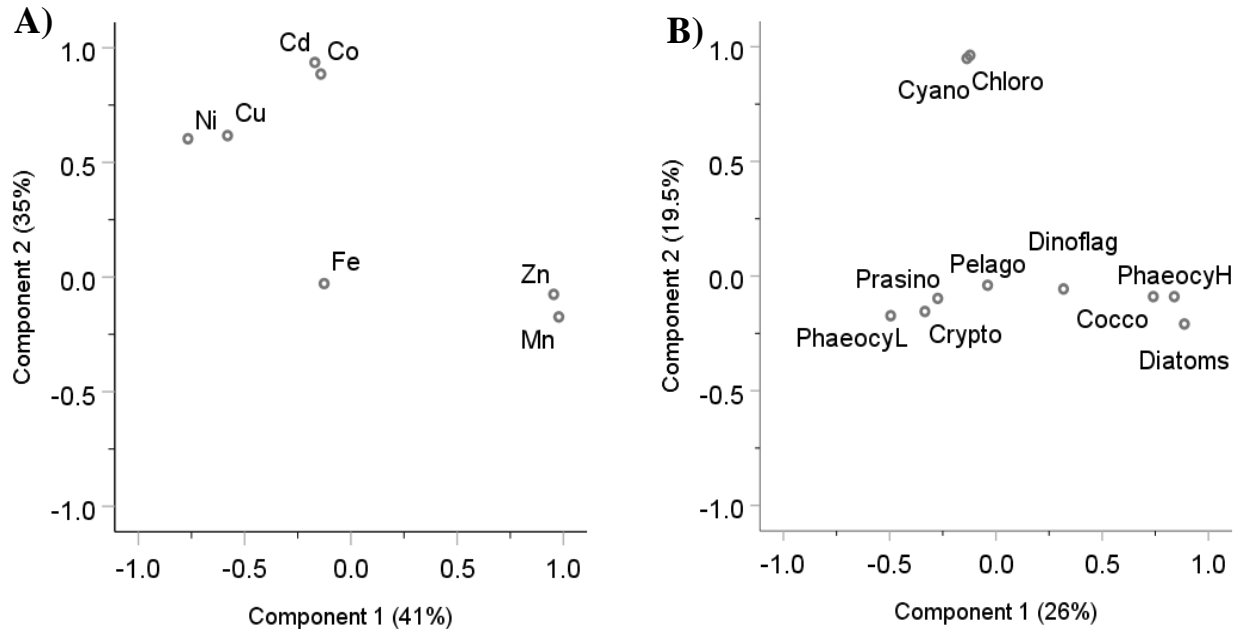 A)
Component 2 (35%)
1.0
0.5
0.0
-0.5
-1.0
Cd Co
Ni Cu
Fe
Zn
Mn
-1.0 -0.5 0.0 0.5 1.0
Component 1 (41%)
B)
Component 2 (19.5%)
1.0
0.5
0.0
-0.5
-1.0
Cyano Chloro
Dinoflag
Prasino Pelago PhaeocyH
PhaeocyL Crypto Cocco
Diatoms
-1.0 -0.5 0.0 0.5 1.0
Component 1 (26%)